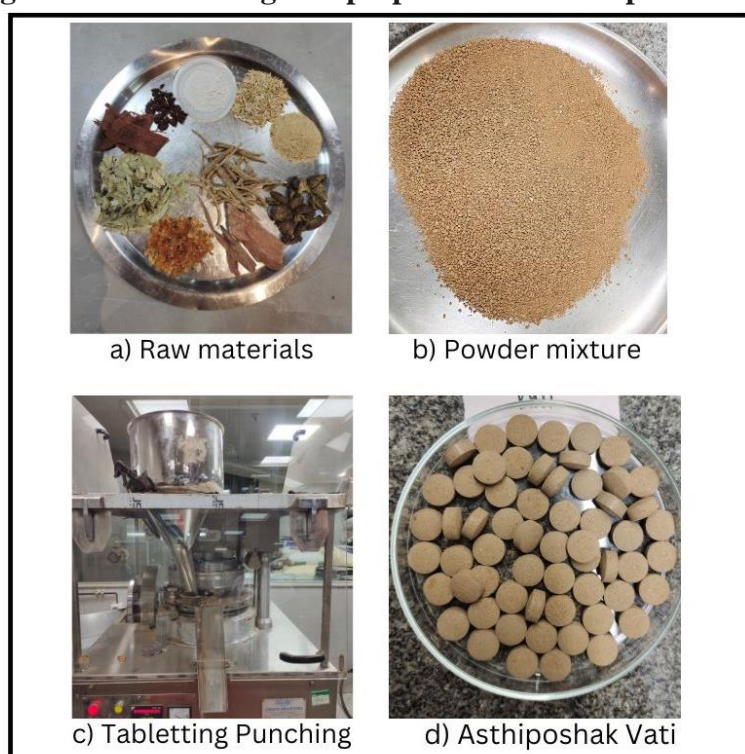 a) Raw materials
b) Powder mixture
c) Tabletting Punching
d) Asthiposhak Vati